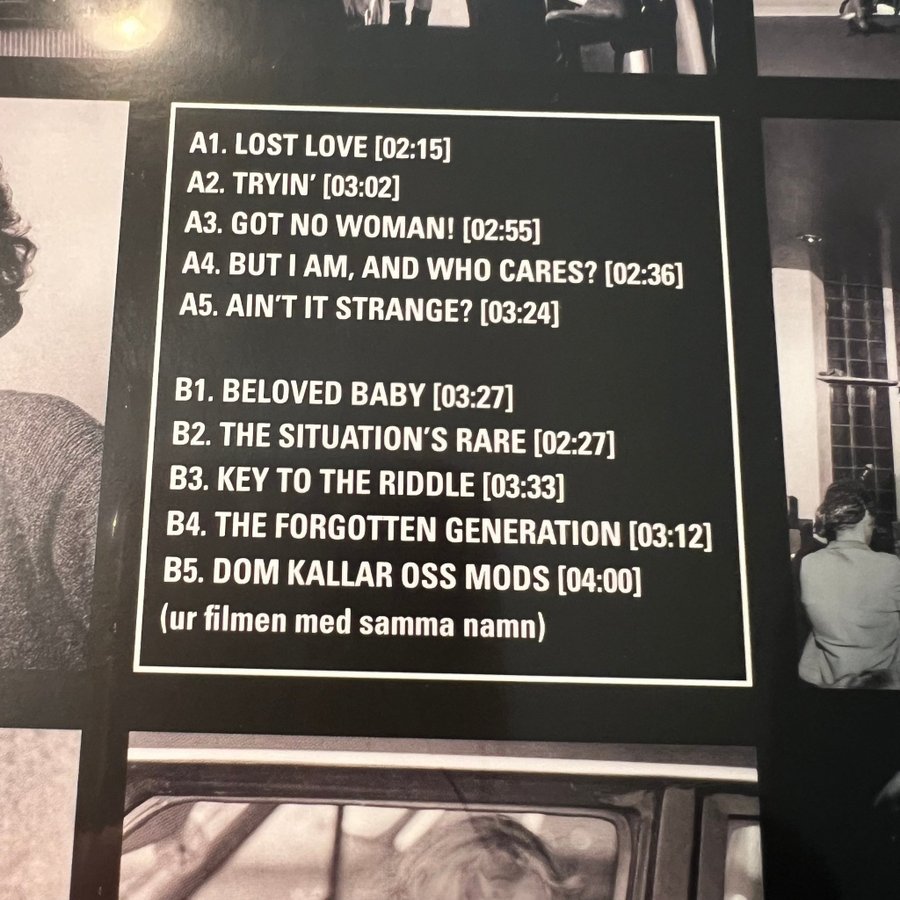 A1. LOST LOVE [02:15]
A2. TRYIN’ [03:02]
A3. GOT NO WOMAN! [02:55]
A4. BUT I AM, AND WHO CARES? [02:36]
A5. AIN’T IT STRANGE? [03:24]
B1. BELOVED BABY [03:27]
B2. THE SITUATION’S RARE [02:27]
B3. KEY TO THE RIDDLE [03:33]
B4. THE FORGOTTEN GENERATION [03:12]
B5. DOM KALLAR OSS MODS [04:00]
(ur filmen med samma namn)